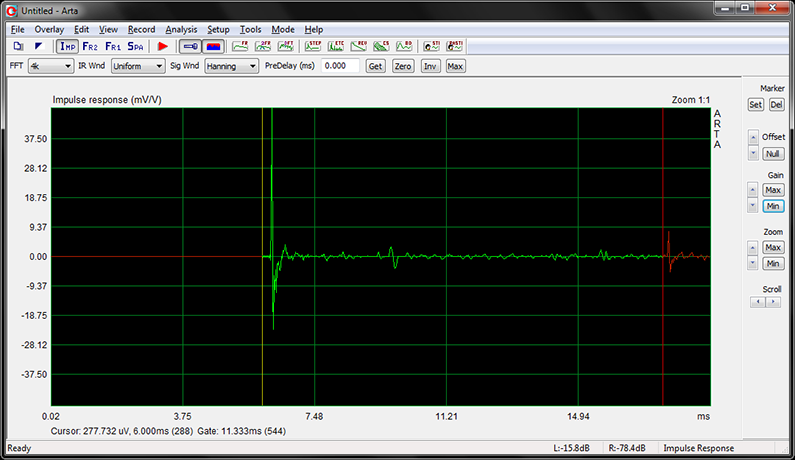 Untitled - Arta
File Overlay Edit View Record Analysis Setup Tools Mode Help
IMP FR2 FR1 SPA FR 2FR DFT STEP ETC REV CS BD STI RASTI
FFT 4k IR Wnd Uniform Sig Wnd Hanning PreDelay (ms) 0.000 Get Zero Inv Max
Impulse response (mV/V) Zoom 1:1
A
R
T
A
37.50
28.12
18.75
9.37
0.00
-9.37
-18.75
-28.12
-37.50
0.02 3.75 7.48 11.21 14.94 ms
Cursor: 277.732 uV, 6.000ms (288) Gate: 11.333ms (544)
Marker
Set Del
Offset
Null
Gain
Max
Min
Zoom
Max
Min
Scroll
Ready L:-15.8dB R:-78.4dB Impulse Response